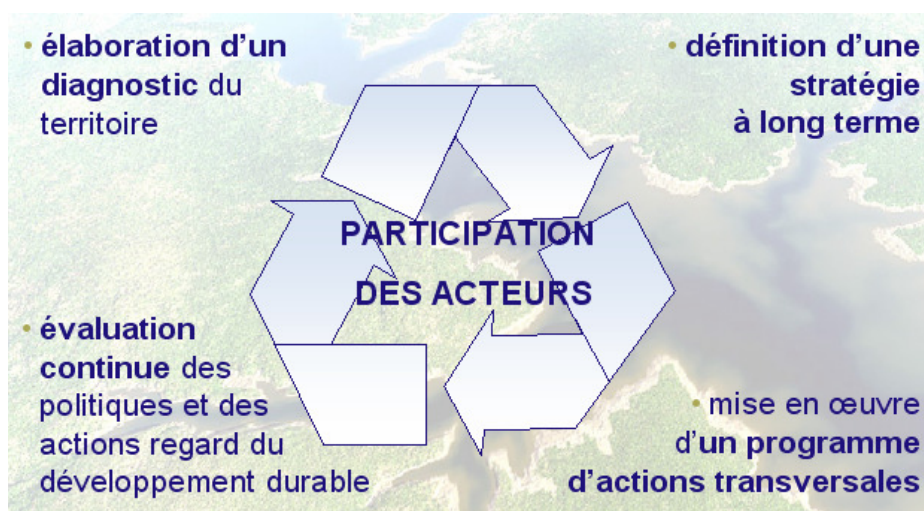 • élaboration d'un
diagnostic du
territoire
• définition d'une
stratégie
à long terme
PARTICIPATION
DES ACTEURS
• évaluation
continue des
politiques et des
actions regard du
développement durable
• mise en œuvre
d'un programme
d'actions transversales